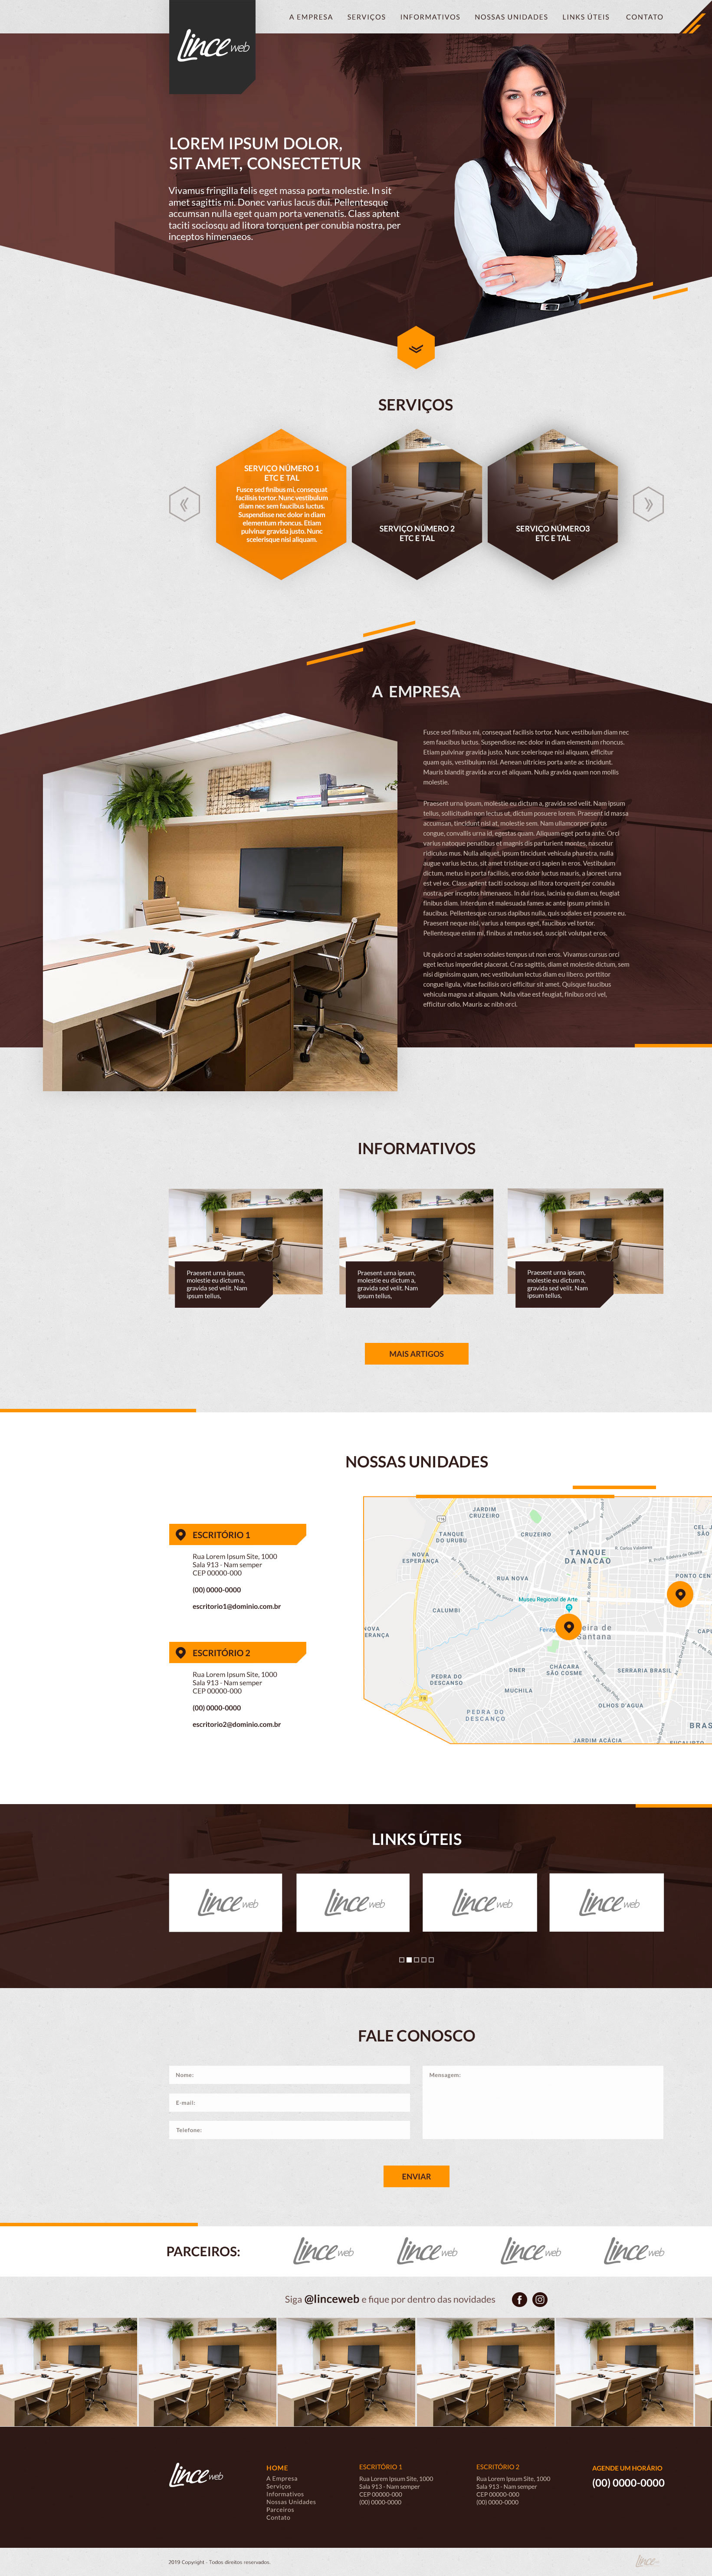 Lince web
A EMPRESA SERVIÇOS INFORMATIVOS NOSSAS UNIDADES LINKS ÚTEIS CONTATO
LOREM IPSUM DOLOR,
SIT AMET, CONSECTETUR
Vivamus fringilla felis eget massa porta molestie. In sit
amet sagittis mi. Donec varius lacus dui. Pellentesque
accumsan nulla eget quam porta venenatis. Class aptent
taciti sociosqu ad litora torquent per conubia nostra, per
inceptos himenaeos.
SERVIÇOS
SERVIÇO NÚMERO 1
ETC E TAL
Fusce sed finibus mi, consequat
facilisis tortor. Nunc vestibulum
diam nec sem faucibus luctus.
Suspendisse nec dolor in diam
elementum rhoncus. Etiam
pulvinar gravida justo. Nunc
scelerisque nisi aliquam.
SERVIÇO NÚMERO 2
ETC E TAL
SERVIÇO NÚMERO3
ETC E TAL
A EMPRESA
Fusce sed finibus mi, consequat facilisis tortor. Nunc vestibulum diam nec
sem faucibus luctus. Suspendisse nec dolor in diam elementum rhoncus.
Etiam pulvinar gravida justo. Nunc scelerisque nisi aliquam, efficitur
quam quis, vestibulum nisl. Aenean ultricies porta ante ac tincidunt.
Mauris blandit gravida arcu et aliquam. Nulla gravida quam non mollis
molestie.
Praesent urna ipsum, molestie eu dictum a, gravida sed velit. Nam ipsum
tellus, sollicitudin non lectus ut, dictum posuere lorem. Praesent id massa
accumsan, tincidunt nisl at, molestie sem. Nam ullamcorper purus
congue, convallis urna id, egestas quam. Aliquam eget porta ante. Orci
varius natoque penatibus et magnis dis parturient montes, nascetur
ridiculus mus. Nulla aliquet, ipsum tincidunt vehicula pharetra, nulla
augue varius lectus, sit amet tristique orci sapien in eros. Vestibulum
dictum, metus in porta facilisis, eros dolor luctus mauris, a laoreet urna
est vel ex. Class aptent taciti sociosqu ad litora torquent per conubia
nostra, per inceptos himenaeos. In dui risus, lacinia eu diam eu, feugiat
finibus diam. Interdum et malesuada fames ac ante ipsum primis in
faucibus. Pellentesque cursus dapibus nulla, quis sodales est posuere eu.
Praesent neque nisl, varius a tempus eget, faucibus vel tortor.
Pellentesque enim mi, finibus at metus sed, suscipit volutpat eros.
Ut quis orci at sapien sodales tempus ut non eros. Vivamus cursus orci
eget lectus imperdiet placerat. Cras sagittis, diam et molestie dictum, sem
nisi dignissim quam, nec vestibulum lectus diam eu libero. porttitor
congue ligula, vitae facilisis orci efficitur sit amet. Quisque faucibus
vehicula magna at aliquam. Nulla vitae est feugiat, finibus orci vel,
efficitur odio. Mauris ac nibh orci.
INFORMATIVOS
Praesent urna ipsum,
molestie eu dictum a,
gravida sed velit. Nam
ipsum tellus,
Praesent urna ipsum,
molestie eu dictum a,
gravida sed velit. Nam
ipsum tellus,
Praesent urna ipsum,
molestie eu dictum a,
gravida sed velit. Nam
ipsum tellus,
MAIS ARTIGOS
NOSSAS UNIDADES
ESCRITÓRIO 1
Rua Lorem Ipsum Site, 1000
Sala 913 - Nam semper
CEP 00000-000
(00) 0000-0000
escritorio1@dominio.com.br
ESCRITÓRIO 2
Rua Lorem Ipsum Site, 1000
Sala 913 - Nam semper
CEP 00000-000
(00) 0000-0000
escritorio2@dominio.com.br
JARDIM
CRUZEIRO
TANQUE
DO URUBU
CRUZEIRO
NOVA
ESPERANÇA
TANQUE
DA NAÇÃO
CEL. J
SÃO
RUA NOVA
PONTO CEN
Museu Regional de Arte
CALUMBI
OVA
ERANÇA
eira de
Santana
CAPU
DNER
CHÁCARA
SÃO COSME
SERRARIA BRASIL
PEDRA DO
DESCANSO
MUCHILA
OLHOS D'AGUA
PEDRA DO
DESCANÇO
BRAS
JARDIM ACÁCIA
EUCALIPTO
LINKS ÚTEIS
Lince web
Lince web
Lince web
Lince web
FALE CONOSCO
Nome:
E-mail:
Telefone:
Mensagem:
ENVIAR
PARCEIROS:
Lince web
Lince web
Lince web
Lince web
Siga @linceweb e fique por dentro das novidades
Lince web
HOME
A Empresa
Serviços
Informativos
Nossas Unidades
Parceiros
Contato
ESCRITÓRIO 1
Rua Lorem Ipsum Site, 1000
Sala 913 - Nam semper
CEP 00000-000
(00) 0000-0000
ESCRITÓRIO 2
Rua Lorem Ipsum Site, 1000
Sala 913 - Nam semper
CEP 00000-000
(00) 0000-0000
AGENDE UM HORÁRIO
(00) 0000-0000
2019 Copyright - Todos direitos reservados.
Lince